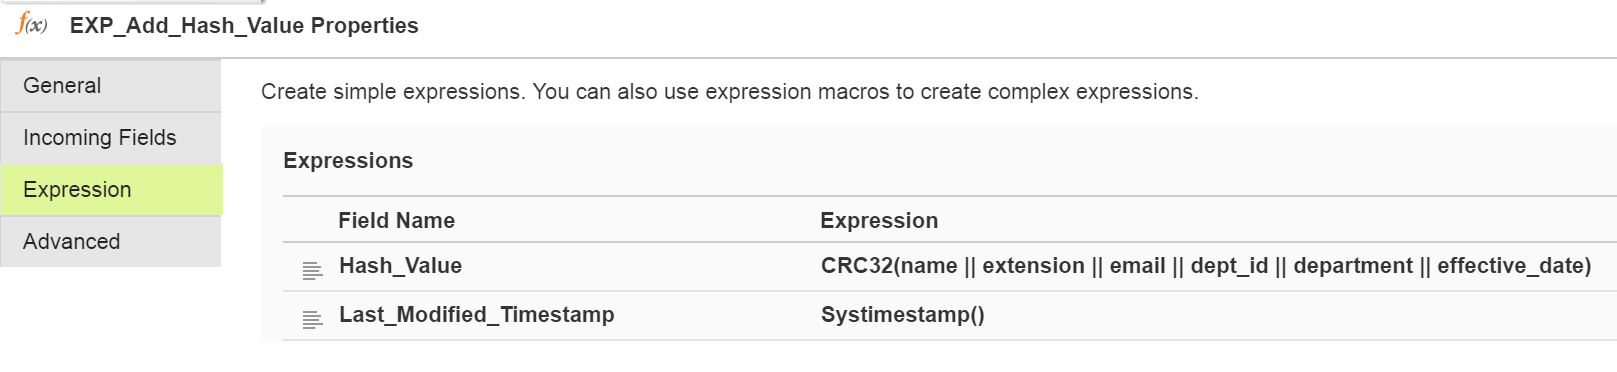 f(x) EXP_Add_Hash_Value Properties
General
Incoming Fields
Expression
Advanced
Create simple expressions. You can also use expression macros to create complex expressions.
Expressions
Field Name Expression
Hash_Value CRC32(name || extension || email || dept_id || department || effective_date)
Last_Modified_Timestamp Systimestamp()